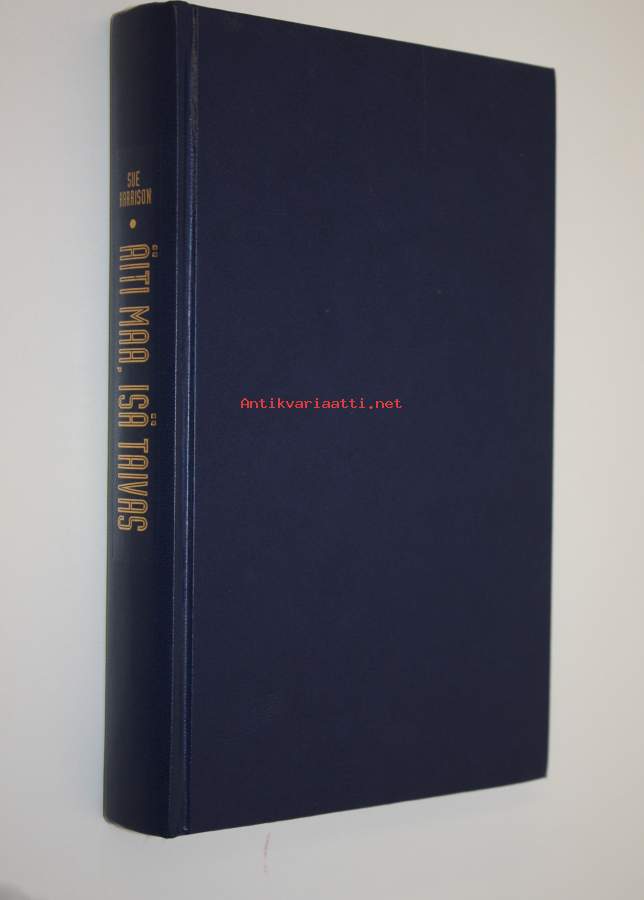 SUE
HARRISON
•
ÄITI MAA, ISÄ TAIVAS
Antikvariaatti.net